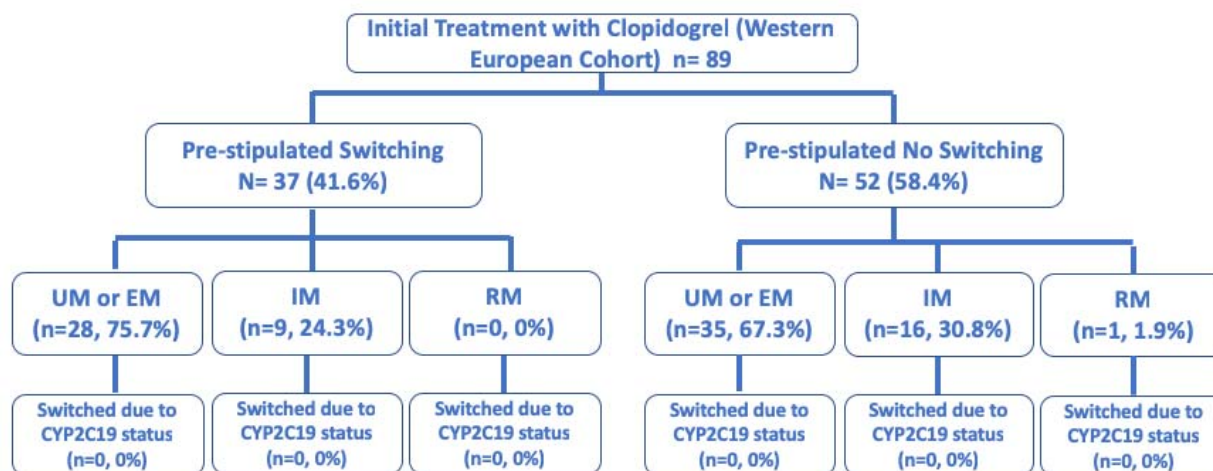 Initial Treatment with Clopidogrel (Western
European Cohort) n= 89
Pre-stipulated Switching
N= 37 (41.6%)
Pre-stipulated No Switching
N= 52 (58.4%)
UM or EM
(n=28, 75.7%)
IM
(n=9, 24.3%)
RM
(n=0, 0%)
UM or EM
(n=35, 67.3%)
IM
(n=16, 30.8%)
RM
(n=1, 1.9%)
Switched due to
CYP2C19 status
(n=0, 0%)
Switched due to
CYP2C19 status
(n=0, 0%)
Switched due to
CYP2C19 status
(n=0, 0%)
Switched due to
CYP2C19 status
(n=0, 0%)
Switched due to
CYP2C19 status
(n=0, 0%)
Switched due to
CYP2C19 status
(n=0, 0%)